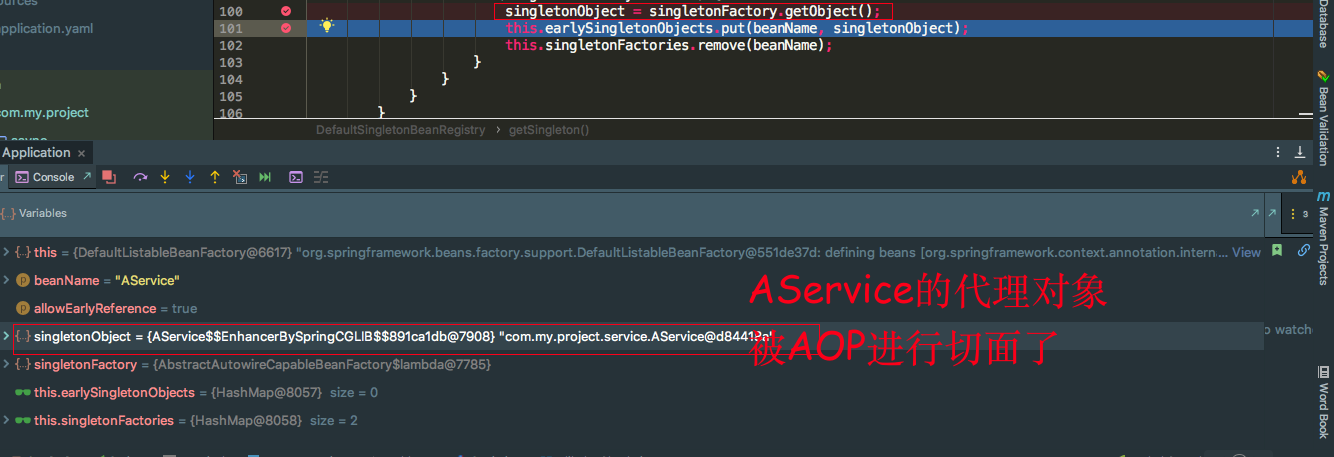 sources
100 singletonObject = singletonFactory.getObject();
application.yaml
101 this.earlySingletonObjects.put(beanName, singletonObject);
102 this.singletonFactories.remove(beanName);
103 }
104 }
com.my.project
105 }
106 }
async
DefaultSingletonBeanRegistry › getSingleton()
Database
Bean Validation
Maven Projects
Word Book
Application ×
r Console
{..} Variables
3
this = {DefaultListableBeanFactory@6617} "org.springframework.beans.factory.support.DefaultListableBeanFactory@551de37d: defining beans [org.springframework.context.annotation.intern ... View
beanName = "AService"
allowEarlyReference = true
singletonObject = {AService$$EnhancerBySpringCGLIB$$891ca1db@7908} "com.my.project.service.AService@d8441
singletonFactory = {AbstractAutowireCapableBeanFactory$lambda@7785}
this.earlySingletonObjects = {HashMap@8057} size = 0
this.singletonFactories = {HashMap@8058} size = 2
AService的代理对象
被AOP进行切面了
o watche